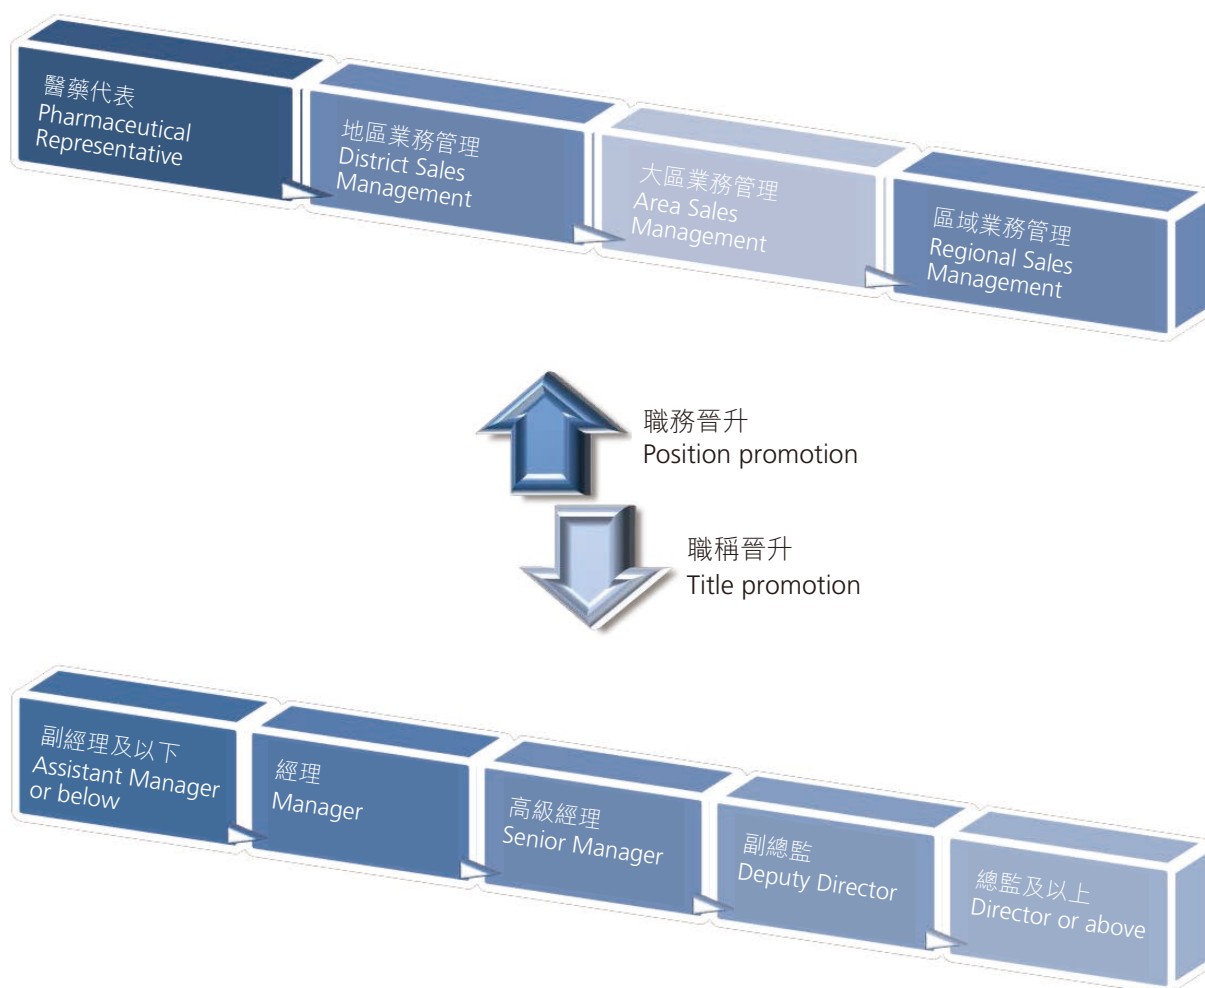 醫藥代表
Pharmaceutical
Representative
地區業務管理
District Sales
Management
大區業務管理
Area Sales
Management
區域業務管理
Regional Sales
Management
職務晉升
Position promotion
職稱晉升
Title promotion
副經理及以下
Assistant Manager
or below
經理
Manager
高級經理
Senior Manager
副總監
Deputy Director
總監及以上
Director or above